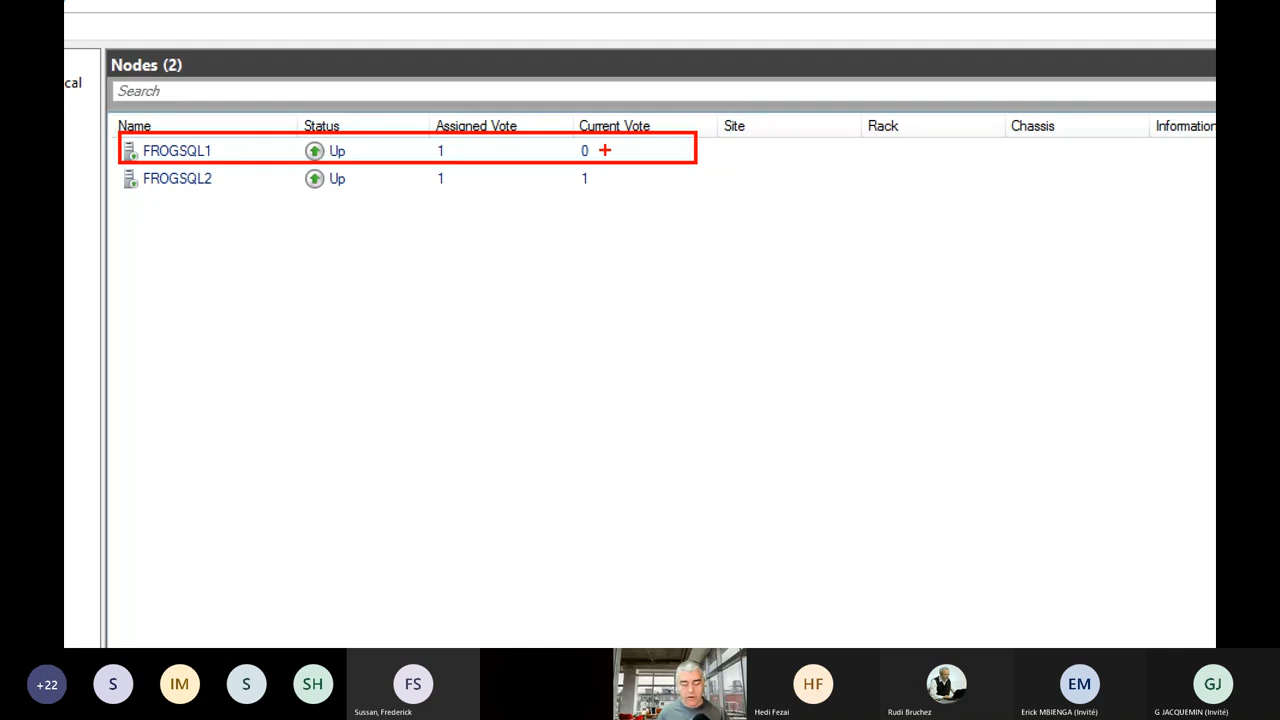 cal
Nodes (2)
Search
Name Status Assigned Vote Current Vote Site Rack Chassis Information
FROGSQL1 Up 1 0
FROGSQL2 Up 1 1
+22 S IM S SH FS HF EM GJ
Sussan, Frederick Hedi Fezai Rudi Bruchez Erick MBIENGA (Invité) G JACQUEMIN (Invité)